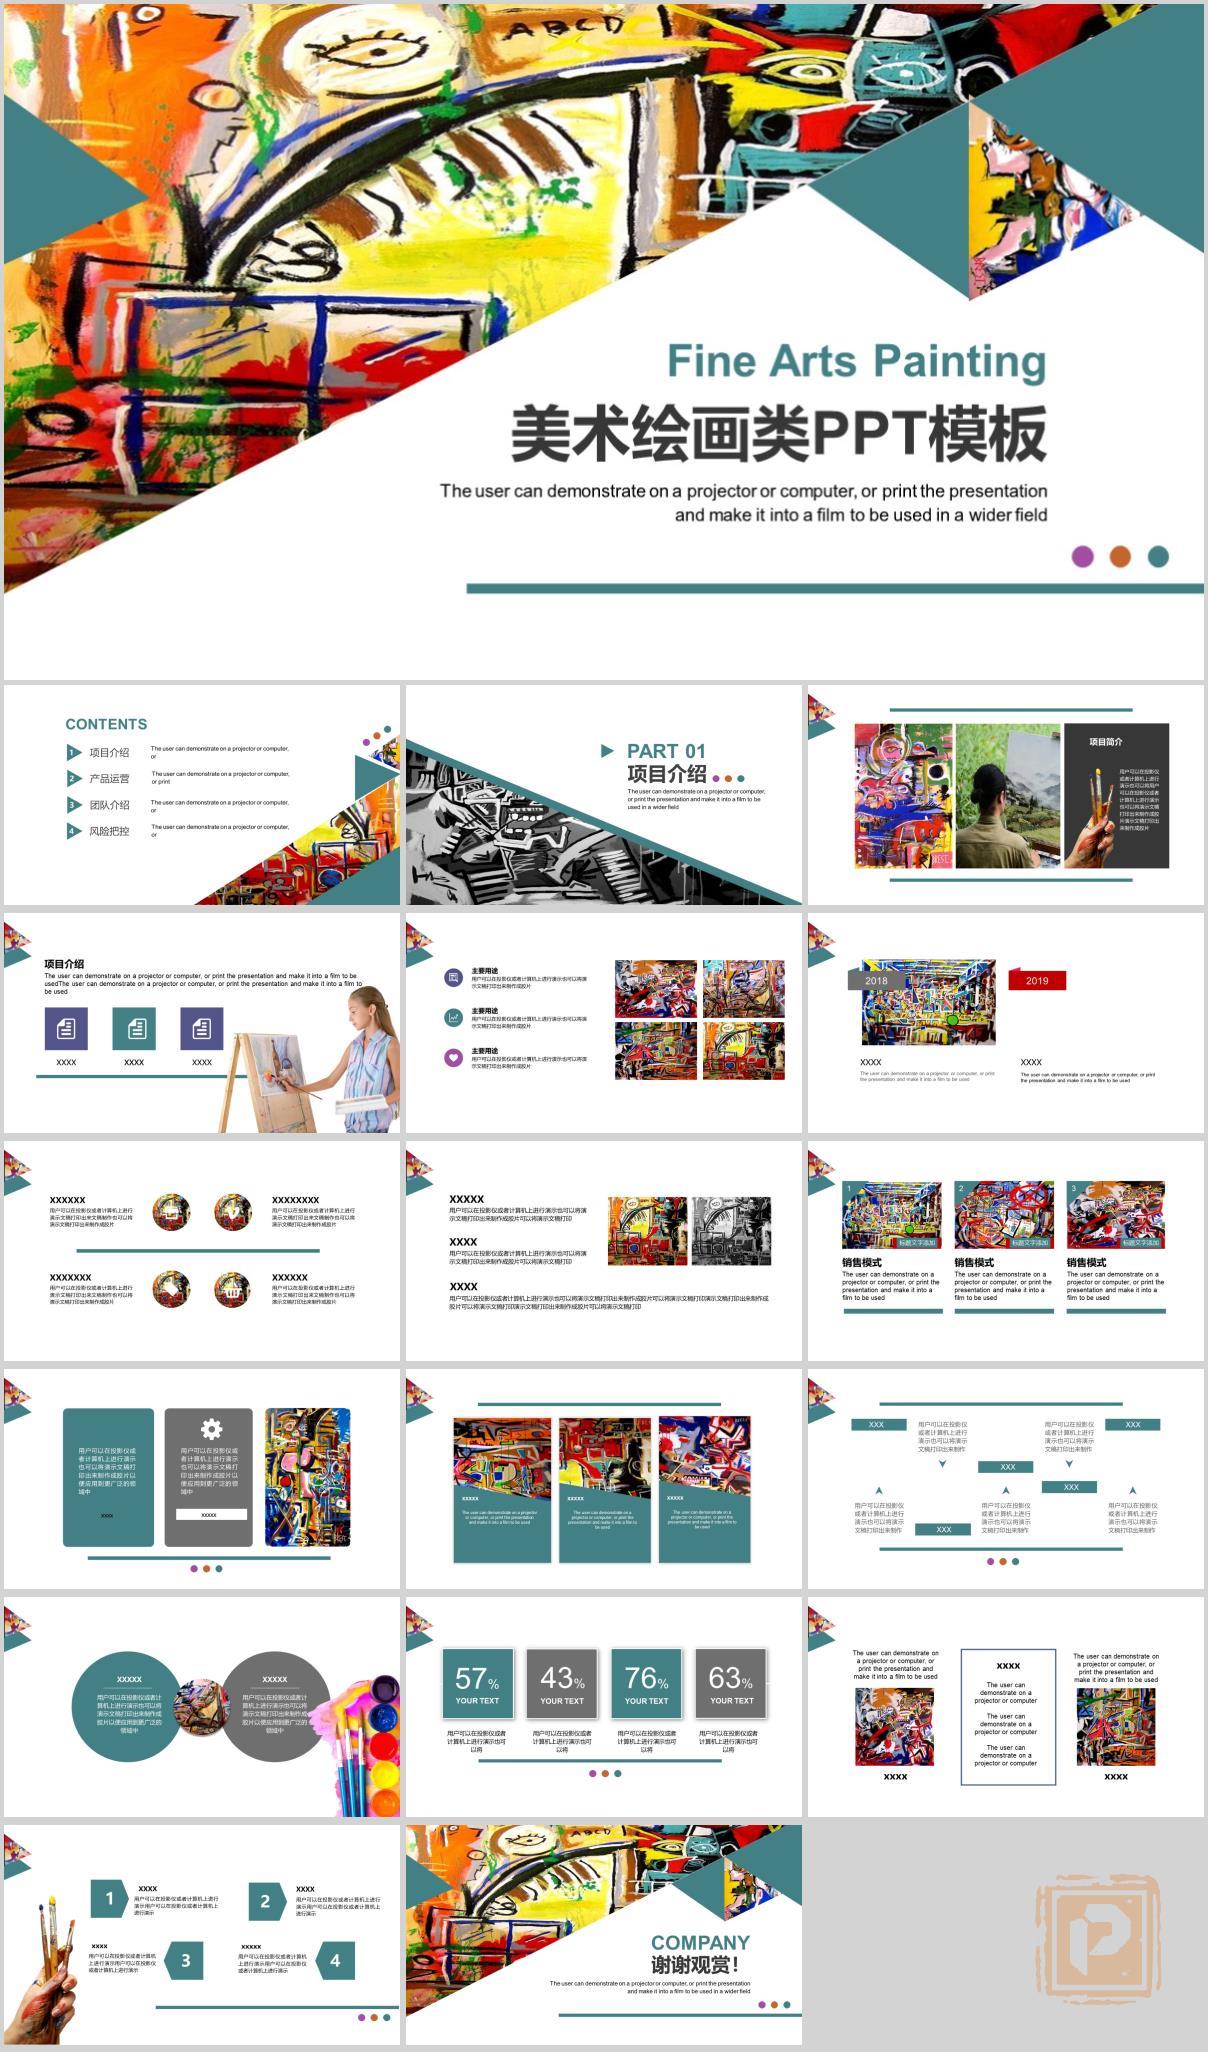 ABCD
Fine Arts Painting
美术绘画类PPT模板
The user can demonstrate on a projector or computer, or print the presentation
and make it into a film to be used in a wider field
CONTENTS
1
项目介绍
The user can demonstrate on a projector or computer,
or
2
产品运营
The user can demonstrate on a projector or computer,
or print
3
团队介绍
The user can demonstrate on a projector or computer,
or
4
风险把控
The user can demonstrate on a projector or computer,
or
PART 01
项目介绍
The user can demonstrate on a projector or computer,
or print the presentation and make it into a film to be
used in a wider field
项目简介
用户可以在投影仪
或者计算机上进行
演示也可以将用户
可以在投影仪或者
计算机上进行演示
也可以将演示文稿
打印出来制作成胶
片演示文稿打印出
来制作成胶片
项目介绍
The user can demonstrate on a projector or computer, or print the presentation and make it into a film to be
usedThe user can demonstrate on a projector or computer, or print the presentation and make it into a film to
be used
XXXX
XXXX
XXXX
主要用途
用户可以在投影仪或者计算机上进行演示也可以将演
示文稿打印出来制作成胶片
主要用途
用户可以在投影仪或者计算机上进行演示也可以将演
示文稿打印出来制作成胶片
主要用途
用户可以在投影仪或者计算机上进行演示也可以将演
示文稿打印出来制作成胶片
2018
2019
XXXX
The user can demonstrate on a projector or computer, or print
the presentation and make it into a film to be used
XXXX
The user can demonstrate on a projector or computer, or print
the presentation and make it into a film to be used
XXXXXX
用户可以在投影仪或者计算机上进行
演示文稿打印出来文稿制作也可以将
演示文稿打印出来制作成胶片
XXXXXXXX
用户可以在投影仪或者计算机上进行
演示文稿打印出来文稿制作也可以将
演示文稿打印出来制作成胶片
XXXXXXX
用户可以在投影仪或者计算机上进行
演示文稿打印出来文稿制作也可以将
演示文稿打印出来制作成胶片
XXXXXX
用户可以在投影仪或者计算机上进行
演示文稿打印出来文稿制作也可以将
演示文稿打印出来制作成胶片
XXXXX
用户可以在投影仪或者计算机上进行演示也可以将演
示文稿打印出来制作成胶片可以将演示文稿打印
XXXX
用户可以在投影仪或者计算机上进行演示也可以将演
示文稿打印出来制作成胶片可以将演示文稿打印
XXXX
用户可以在投影仪或者计算机上进行演示也可以将演示文稿打印出来制作成胶片可以将演示文稿打印演示文稿打印出来制作成
胶片可以将演示文稿打印演示文稿打印出来制作成胶片可以将演示文稿打印
1
标题文字添加
2
标题文字添加
3
标题文字添加
销售模式
The user can demonstrate on a
projector or computer, or print the
presentation and make it into a
film to be used
销售模式
The user can demonstrate on a
projector or computer, or print the
presentation and make it into a
film to be used
销售模式
The user can demonstrate on a
projector or computer, or print the
presentation and make it into a
film to be used
用户可以在投影仪或
者计算机上进行演示
也可以将演示文稿打
印出来制作成胶片以
便应用到更广泛的领
域中
XXXX
用户可以在投影仪或
者计算机上进行演示
也可以将演示文稿打
印出来制作成胶片以
便应用到更广泛的领
域中
XXXXX
XXXXX
The user can demonstrate on a projector
or computer, or print the presentation
and make it into a film to be used
XXXXX
The user can demonstrate on a
projector or computer, or print the
presentation and make it into a film to
be used
XXXXX
The user can demonstrate on a
projector or computer, or print the
presentation and make it into a film to
be used
XXX
用户可以在投影仪
或者计算机上进行
演示也可以将演示
文稿打印出来制作
用户可以在投影仪
或者计算机上进行
演示也可以将演示
文稿打印出来制作
XXX
XXX
XXX
用户可以在投影仪
或者计算机上进行
演示也可以将演示
文稿打印出来制作
XXX
用户可以在投影仪
或者计算机上进行
演示也可以将演示
文稿打印出来制作
用户可以在投影仪
或者计算机上进行
演示也可以将演示
文稿打印出来制作
XXXXX
用户可以在投影仪或者计
算机上进行演示也可以将
演示文稿打印出来制作成
胶片以便应用到更广泛的
领域中
XXXXX
用户可以在投影仪或者计
算机上进行演示也可以将
演示文稿打印出来制作成
胶片以便应用到更广泛的
领域中
57%
YOUR TEXT
43%
YOUR TEXT
76%
YOUR TEXT
63%
YOUR TEXT
用户可以在投影仪或者
计算机上进行演示也可
以将
用户可以在投影仪或者
计算机上进行演示也可
以将
用户可以在投影仪或者
计算机上进行演示也可
以将
用户可以在投影仪或者
计算机上进行演示也可
以将
The user can demonstrate on
a projector or computer, or
print the presentation and
make it into a film to be used
XXXX
XXXX
The user can
demonstrate on a
projector or computer
The user can
demonstrate on a
projector or computer
The user can
demonstrate on a
projector or computer
The user can demonstrate on
a projector or computer, or
print the presentation and
make it into a film to be used
XXXX
1
XXXX
用户可以在投影仪或者计算机上进行
演示用户可以在投影仪或者计算机上
进行演示
2
XXXX
用户可以在投影仪或者计算机上进行
演示用户可以在投影仪或者计算机上
进行演示
XXXX
用户可以在投影仪或者计算机
上进行演示用户可以在投影仪
或者计算机上进行演示
3
XXXXX
用户可以在投影仪或者计算机
上进行演示用户可以在投影仪
或者计算机上进行演示
4
ABCD
COMPANY
谢谢观赏！
The user can demonstrate on a projector or computer, or print the presentation
and make it into a film to be used in a wider field